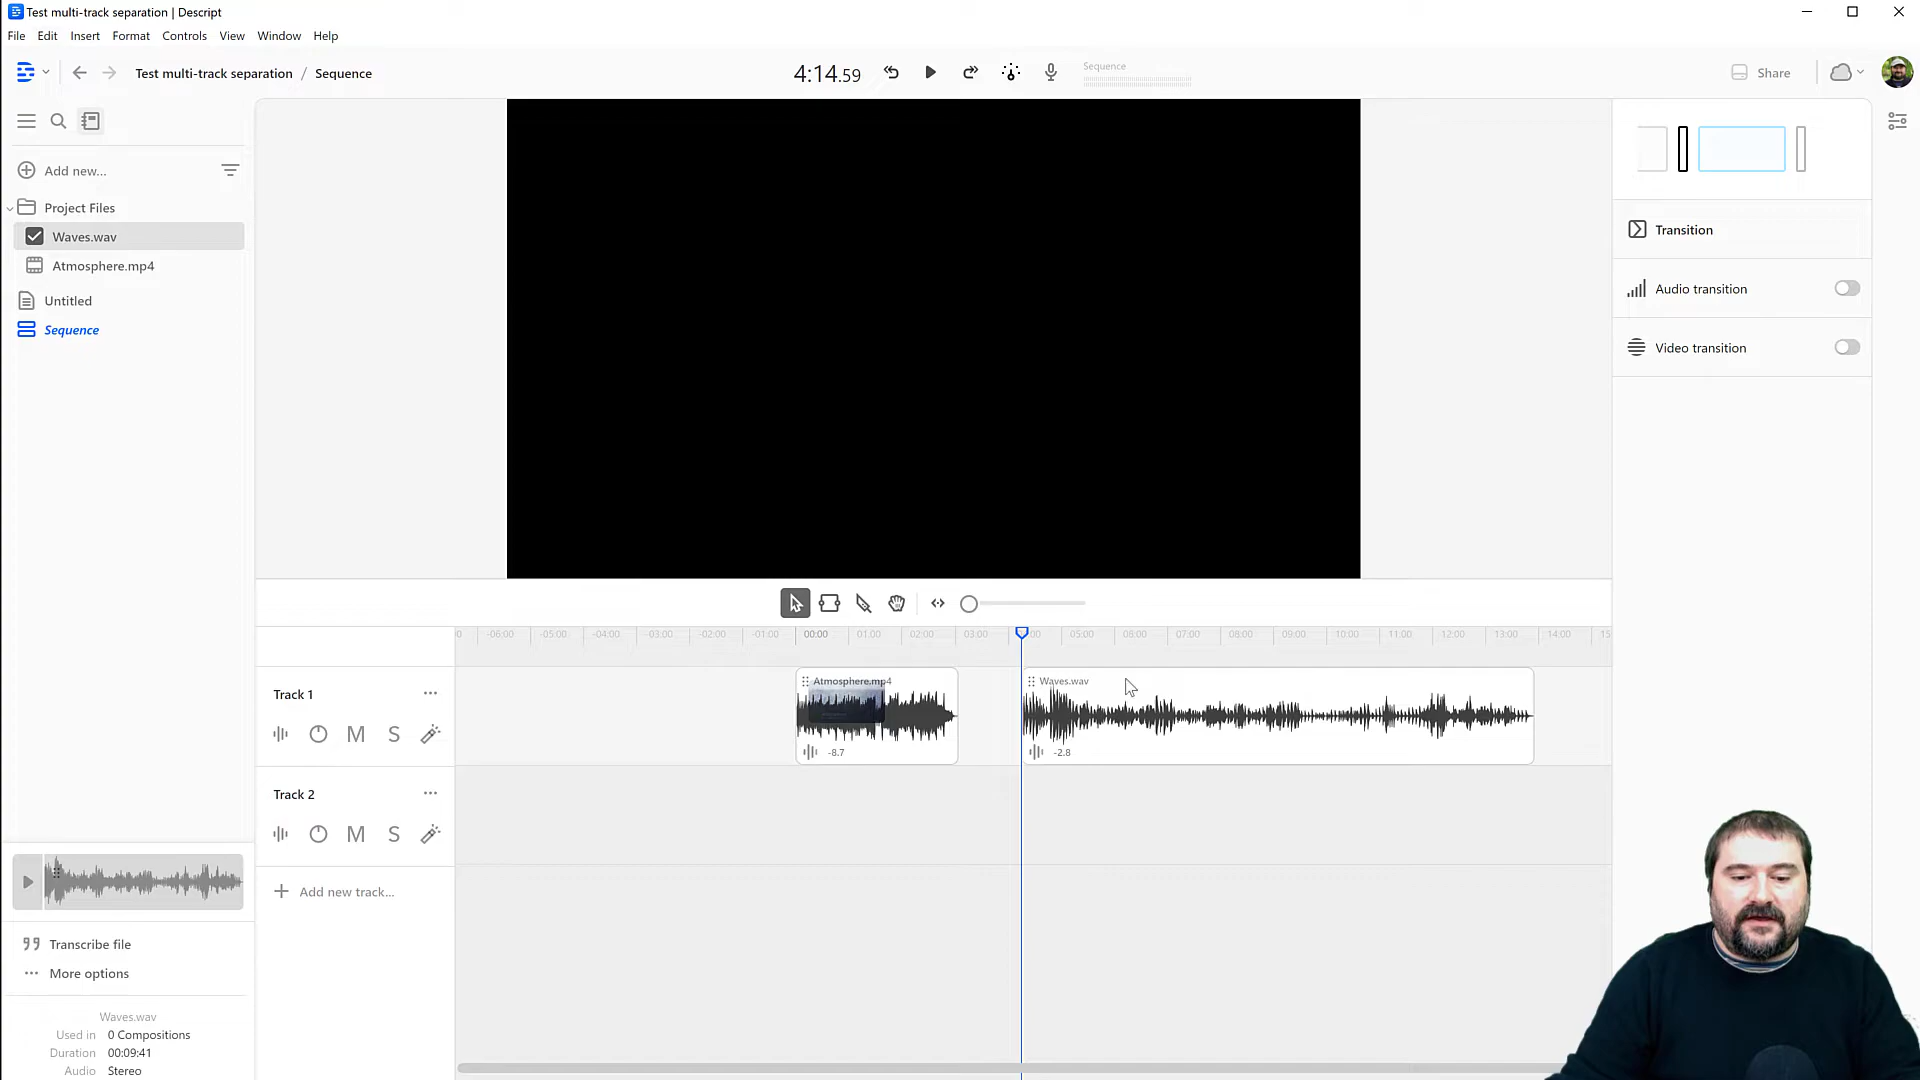 Test multi-track separation | Descript
File Edit Insert Format Controls View Window Help
Test multi-track separation / Sequence
4:14.59
Sequence
Share
Add new...
Project Files
Waves.wav
Atmosphere.mp4
Untitled
Sequence
Transition
Audio transition
Video transition
-06:00 -05:00 -04:00 -03:00 -02:00 -01:00 00:00 01:00 02:00 03:00 05:00 06:00 07:00 08:00 09:00 10:00 11:00 12:00 13:00 14:00
Track 1
M S
Atmosphere.mp4
-8.7
Waves.wav
-2.8
Track 2
M S
Add new track...
Transcribe file
More options
Waves.wav
Used in 0 Compositions
Duration 00:09:41
Audio Stereo